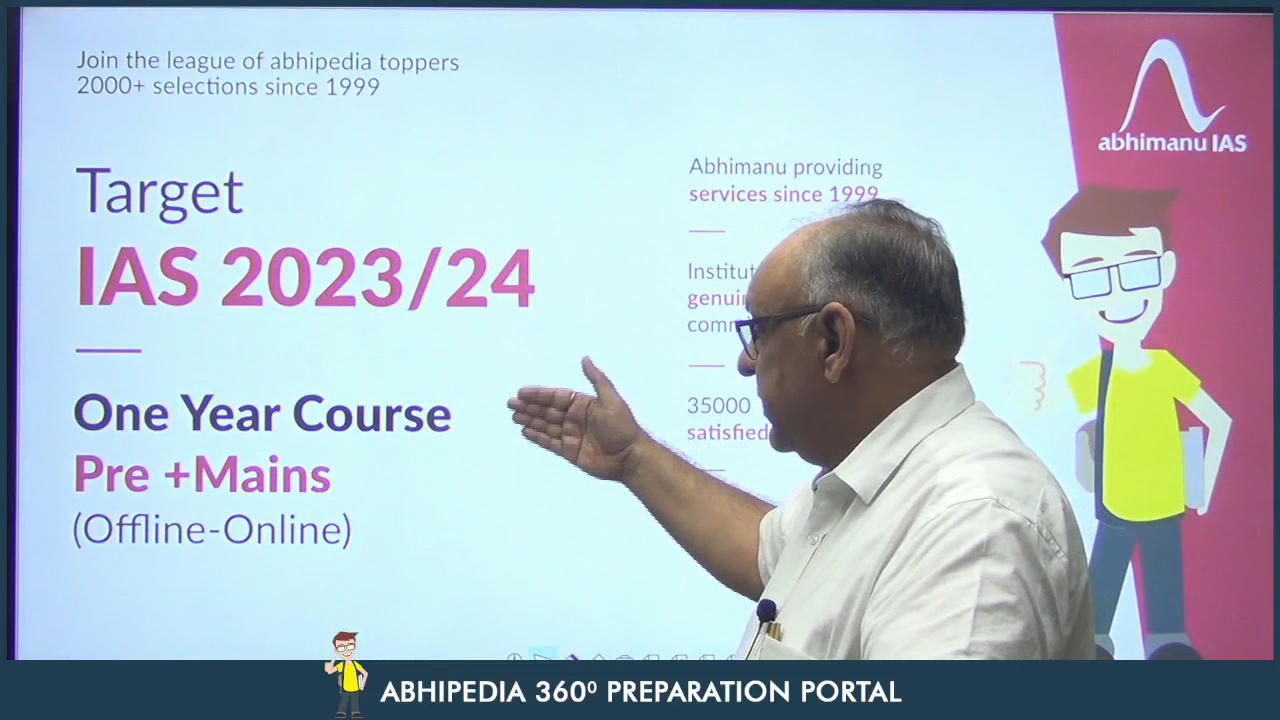 Join the league of abhipedia toppers
2000+ selections since 1999
Target
IAS 2023/24
One Year Course
Pre +Mains
(Offline-Online)
Abhimanu providing
services since 1999
35000
satisfied
abhimanu IAS
ABHIPEDIA 360⁰ PREPARATION PORTAL